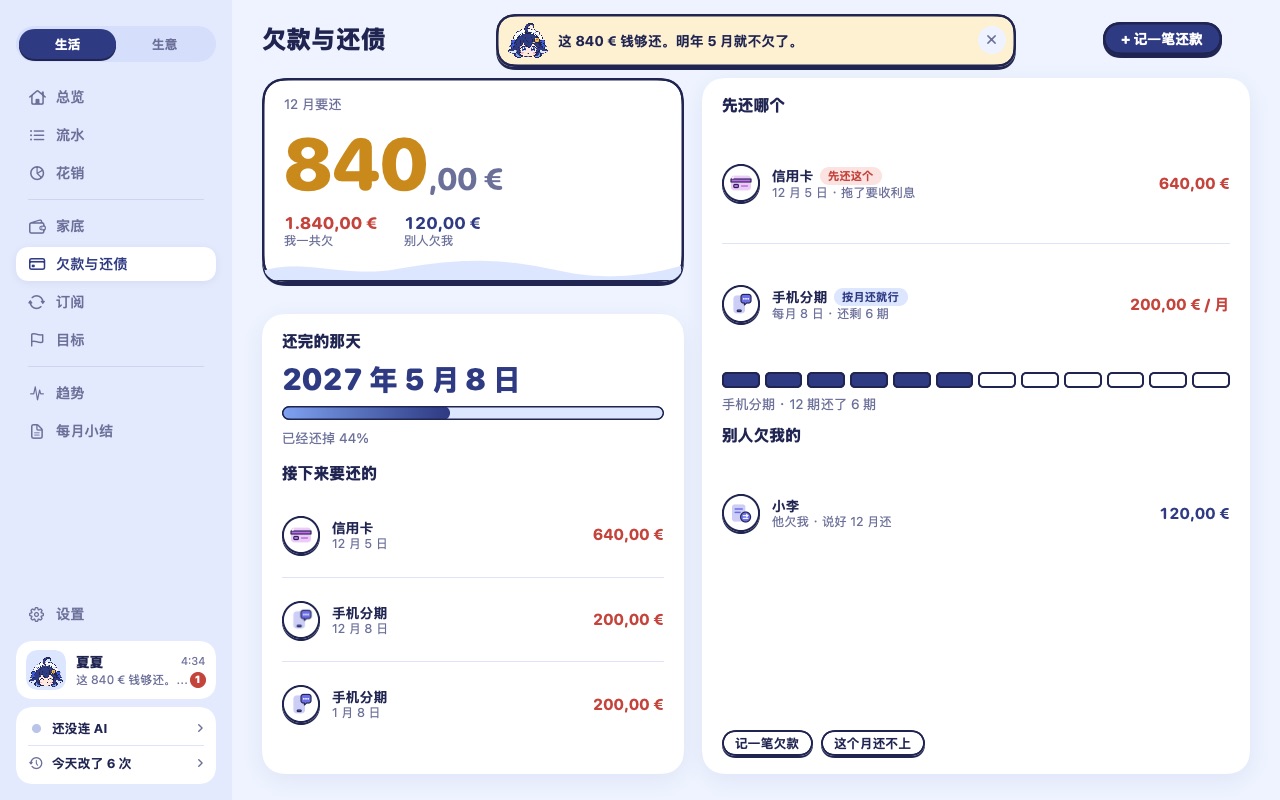 生活
生意
总览
流水
花销
家底
欠款与还债
订阅
目标
趋势
每月小结
设置
夏夏
4:34
这 840 € 钱够还。…
1
还没连 AI
今天改了 6 次
欠款与还债
这 840 € 钱够还。明年 5 月就不欠了。
+ 记一笔还款
12 月要还
840,00 €
1.840,00 €
120,00 €
我一共欠
别人欠我
还完的那天
2027 年 5 月 8 日
已经还掉 44%
接下来要还的
信用卡
12 月 5 日
640,00 €
手机分期
12 月 8 日
200,00 €
手机分期
1 月 8 日
200,00 €
先还哪个
信用卡 先还这个
12 月 5 日 · 拖了要收利息
640,00 €
手机分期 按月还就行
每月 8 日 · 还剩 6 期
200,00 € / 月
手机分期 · 12 期还了 6 期
别人欠我的
小李
他欠我 · 说好 12 月还
120,00 €
记一笔欠款
这个月还不上